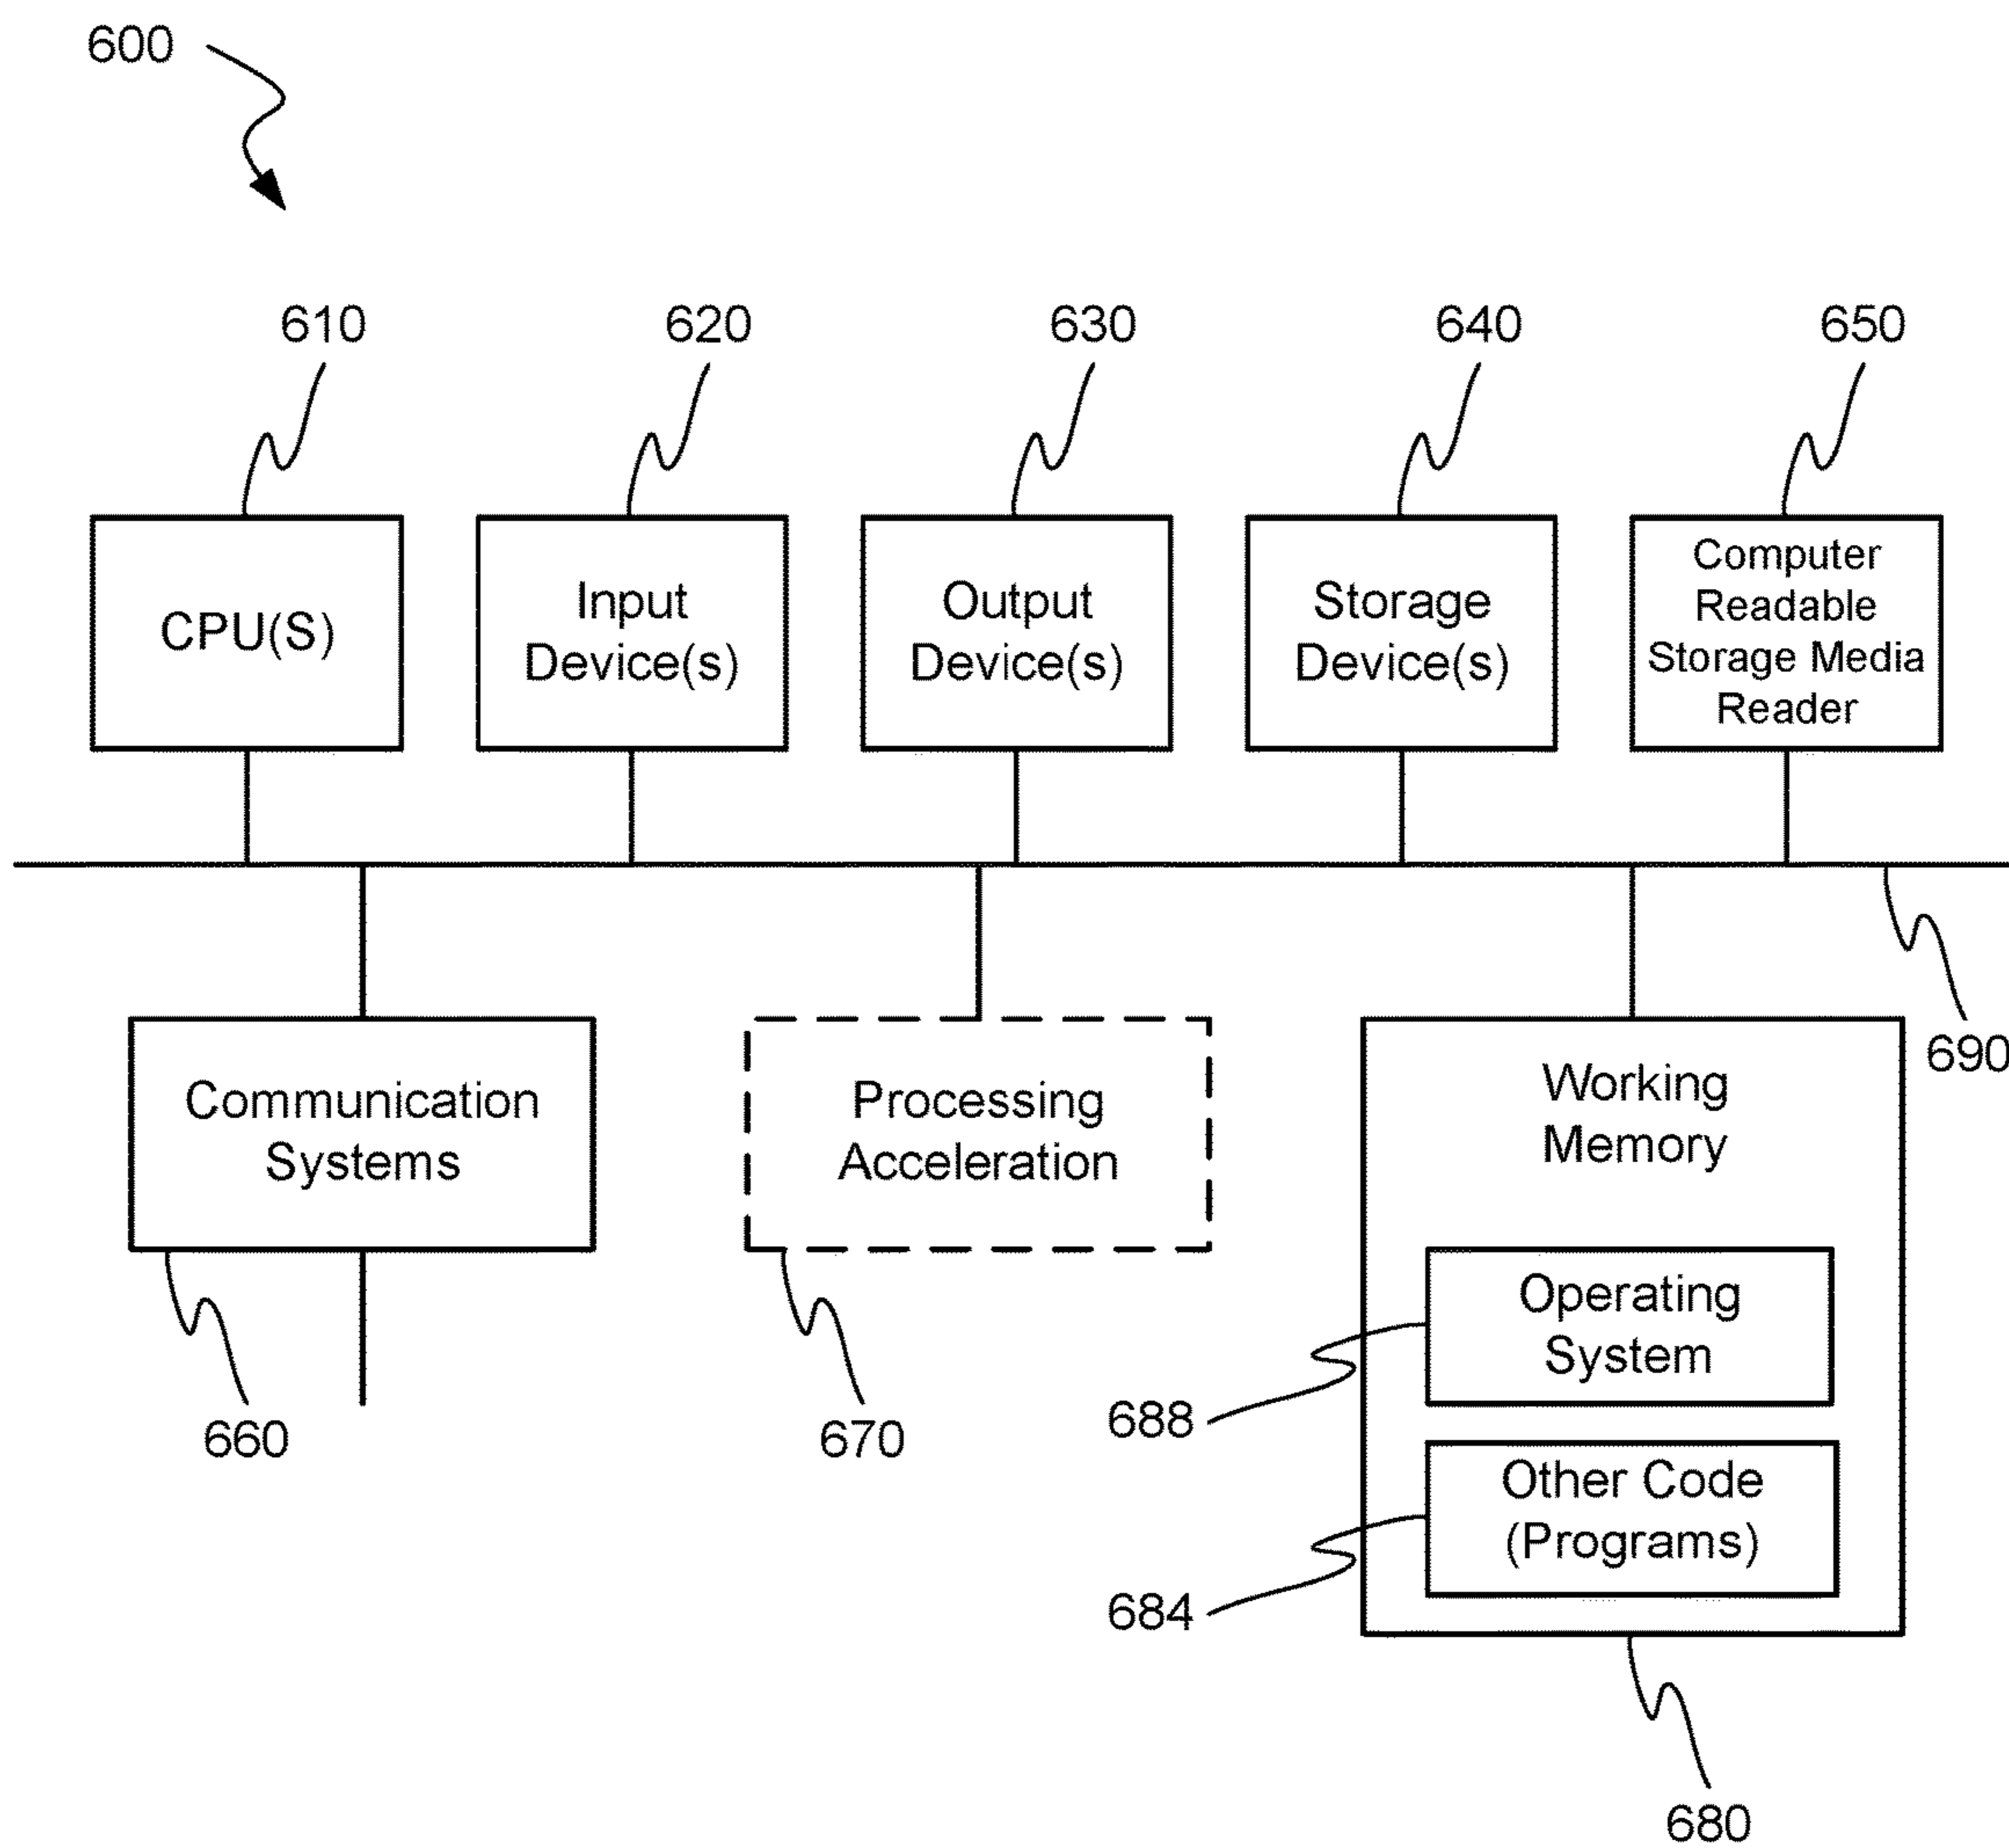 600
610
620
630
640
650
CPU(S)
Input
Device(s)
Output
Device(s)
Storage
Device(s)
Computer
Readable
Storage Media
Reader
690
Communication
Systems
Processing
Acceleration
Working
Memory
Operating
System
688
660
670
Other Code
(Programs)
684
680